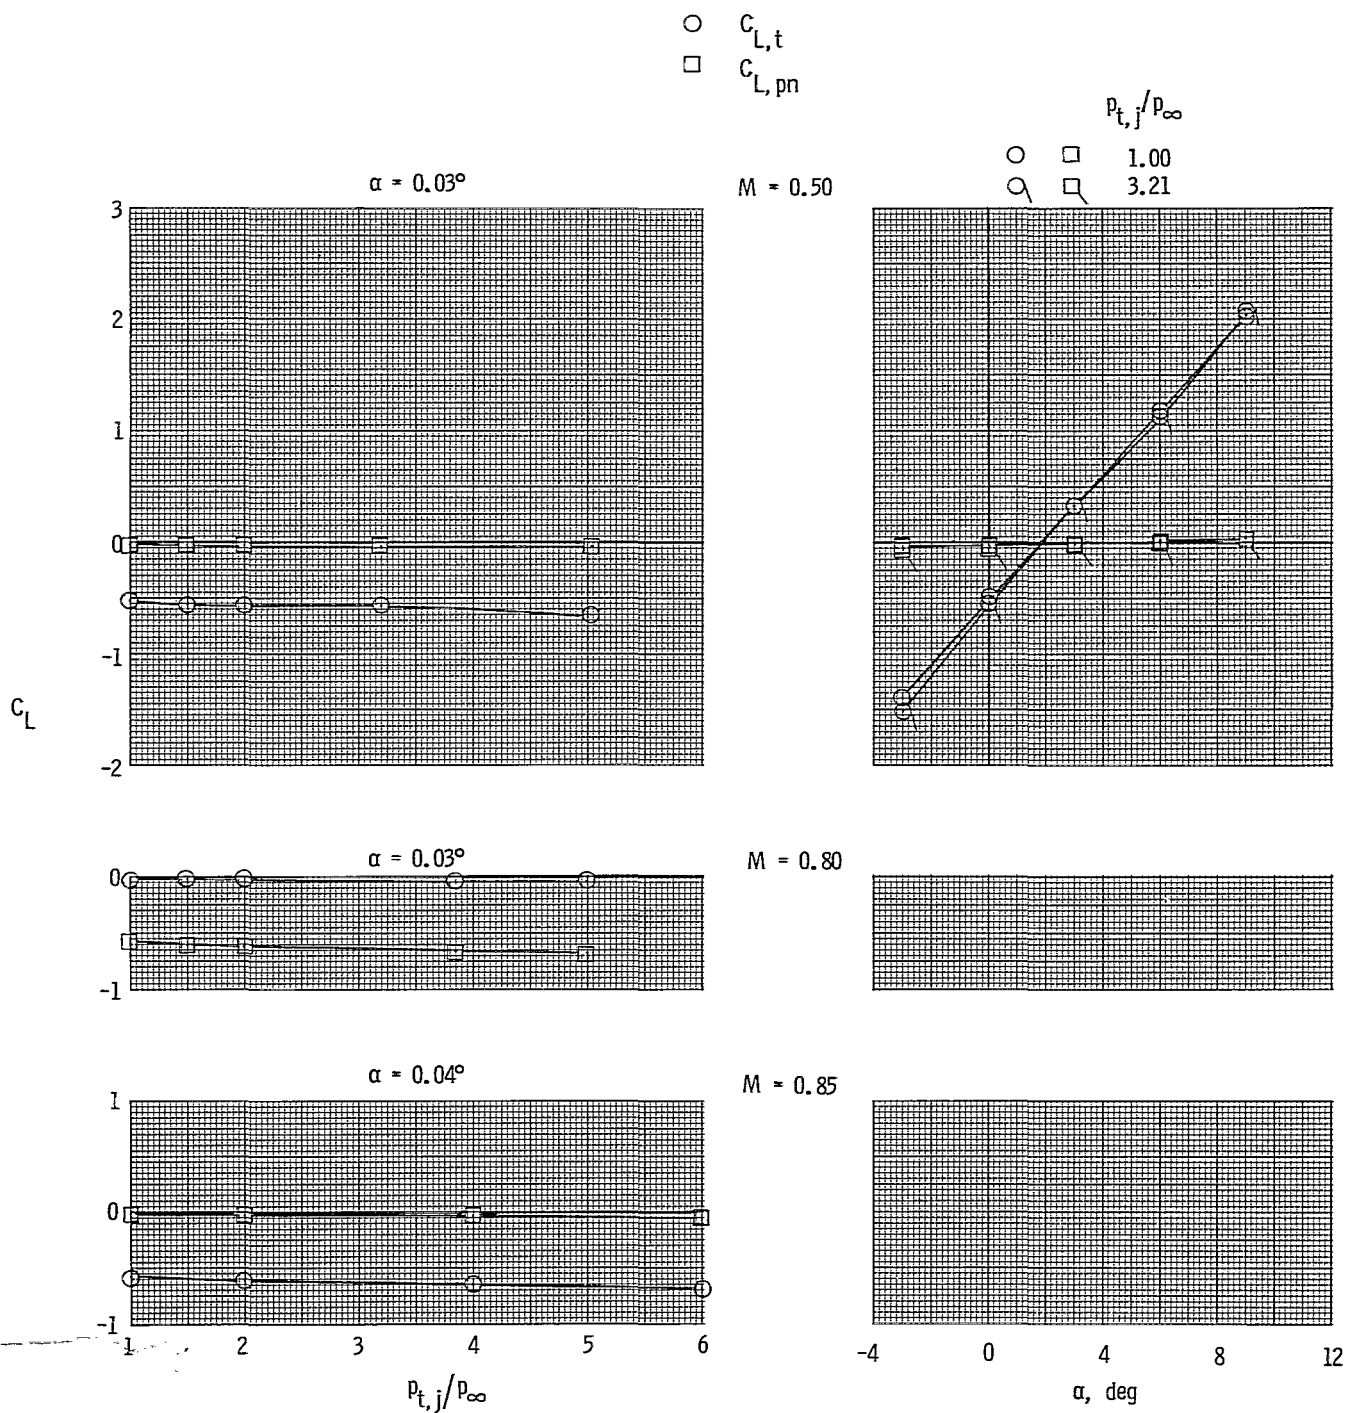 C_L,t
C_L,pn
p_t,j/p_∞
1.00
3.21
α = 0.03°
M = 0.50
3
2
1
0
-1
-2
C_L
α = 0.03°
M = 0.80
0
-1
α = 0.04°
M = 0.85
1
0
-1
1 2 3 4 5 6
p_t,j/p_∞
-4 0 4 8 12
α, deg